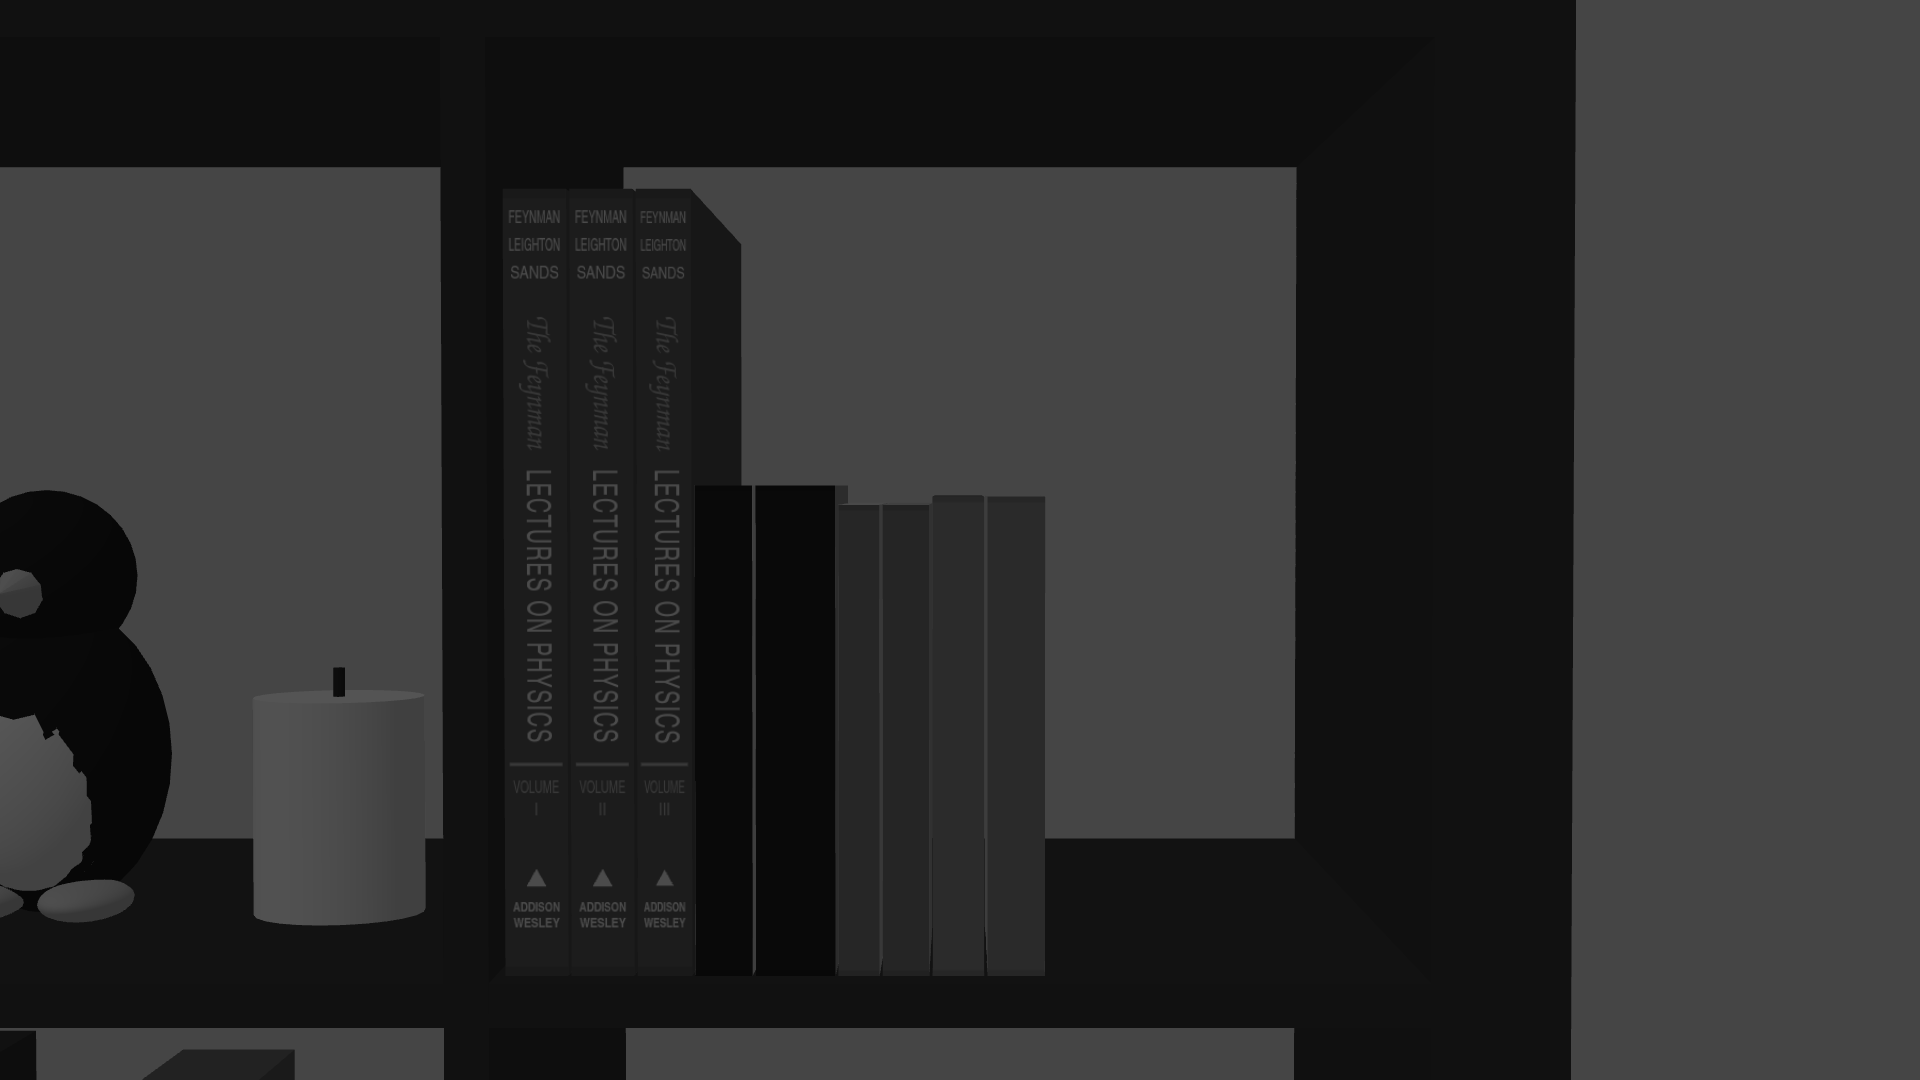 FEYNMAN
LEIGHTON
SANDS
The Feynman
LECTURES ON PHYSICS
VOLUME
I
ADDISON
WESLEY
FEYNMAN
LEIGHTON
SANDS
The Feynman
LECTURES ON PHYSICS
VOLUME
II
ADDISON
WESLEY
FEYNMAN
LEIGHTON
SANDS
The Feynman
LECTURES ON PHYSICS
VOLUME
III
ADDISON
WESLEY